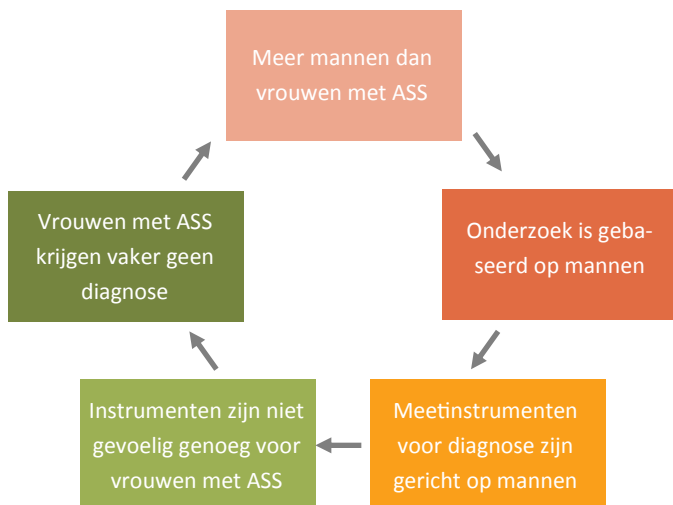 Meer mannen dan
vrouwen met ASS
Onderzoek is geba-
seerd op mannen
Meetinstrumenten
voor diagnose zijn
gericht op mannen
Instrumenten zijn niet
gevoelig genoeg voor
vrouwen met ASS
Vrouwen met ASS
krijgen vaker geen
diagnose